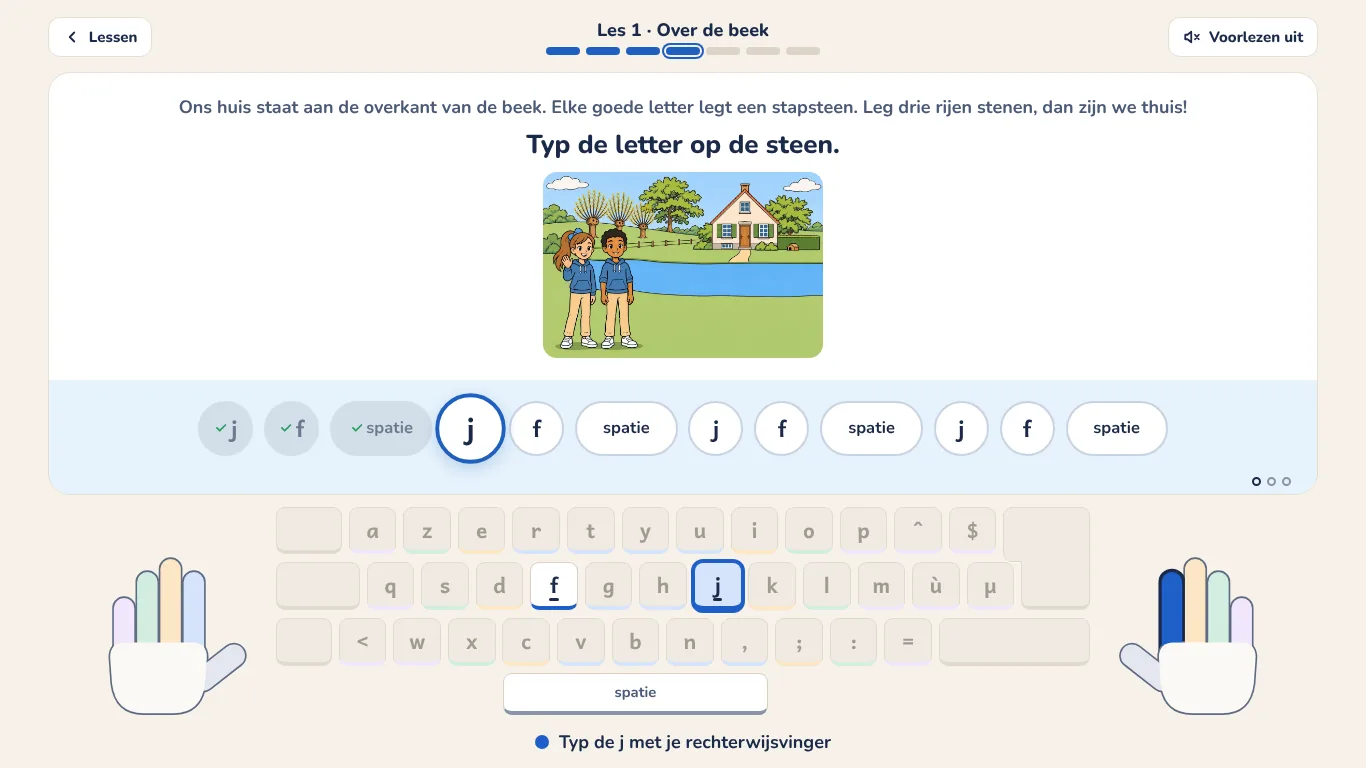 Lessen
Les 1 · Over de beek
Voorlezen uit
Ons huis staat aan de overkant van de beek. Elke goede letter legt een stapsteen. Leg drie rijen stenen, dan zijn we thuis!
Typ de letter op de steen.
j f spatie j f spatie j f spatie j f spatie
a z e r t y u i o p ^ $
q s d f g h j k l m ù µ
< w x c v b n , ; : =
spatie
Typ de j met je rechterwijsvinger